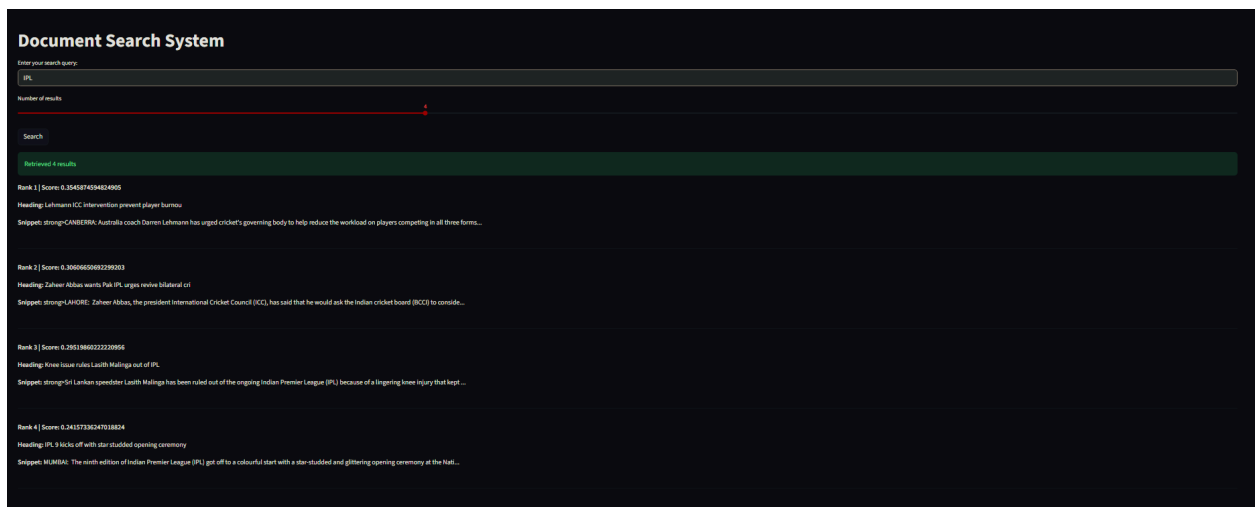 Document Search System
Enter your search query:
IPL
Number of results
4
Search
Retrieved 4 results
Rank 1 | Score: 0.3545874594824905
Heading: Lehmann ICC intervention prevent player burnou
Snippet: strong>CANBERRA: Australia coach Darren Lehmann has urged cricket's governing body to help reduce the workload on players competing in all three forms...
Rank 2 | Score: 0.30606650692299203
Heading: Zaheer Abbas wants Pak IPL urges revive bilateral cri
Snippet: strong>LAHORE: Zaheer Abbas, the president International Cricket Council (ICC), has said that he would ask the Indian cricket board (BCCI) to conside...
Rank 3 | Score: 0.29519860222220956
Heading: Knee issue rules Lasith Malinga out of IPL
Snippet: strong>Sri Lankan speedster Lasith Malinga has been ruled out of the ongoing Indian Premier League (IPL) because of a lingering knee injury that kept ...
Rank 4 | Score: 0.24157336247018824
Heading: IPL 9 kicks off with star studded opening ceremony
Snippet: MUMBAI: The ninth edition of Indian Premier League (IPL) got off to a colourful start with a star-studded and glittering opening ceremony at the Nati...